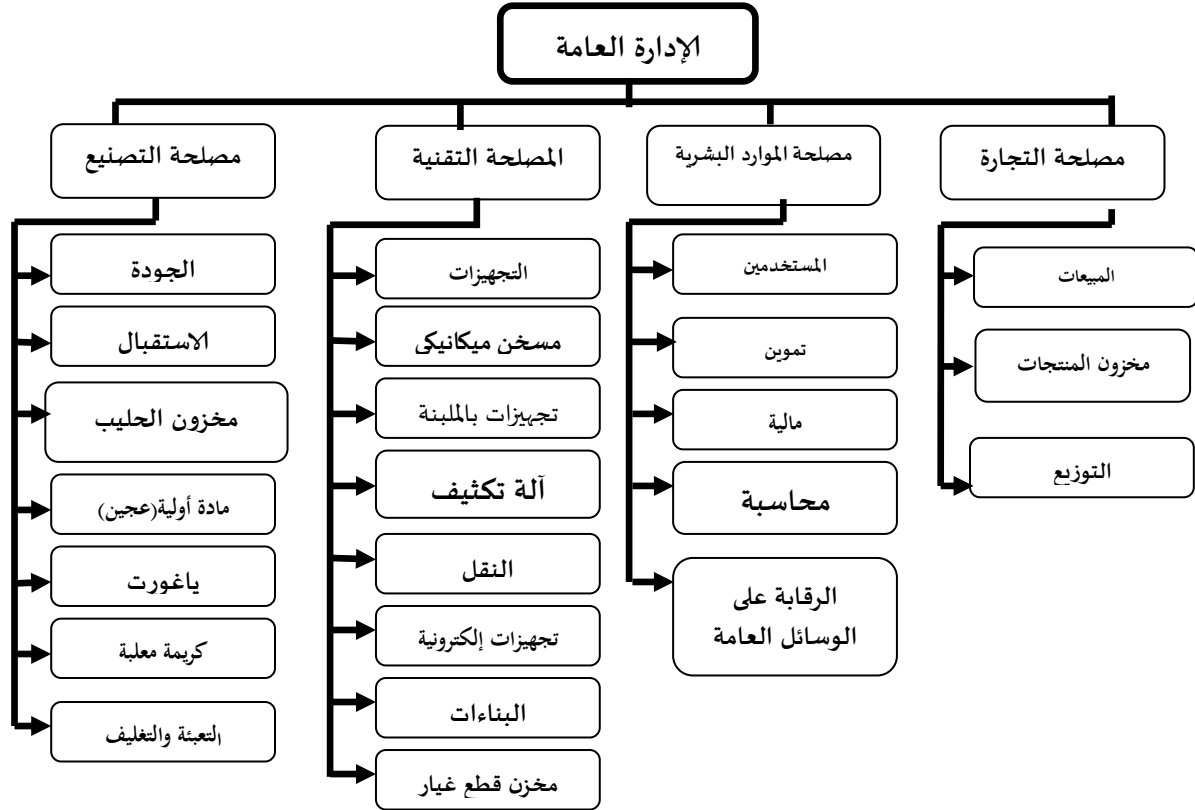 الإدارة العامة
مصلحة التجارة
مصلحة الموارد البشرية
المصلحة التقنية
مصلحة التصنيع
المبيعات
مخزون المنتجات
التوزيع
المستخدمين
تموين
مالية
محاسبة
الرقابة على
الوسائل العامة
التجهيزات
مسخن ميكانيكي
تجهيزات بالملبنة
آلة تكثيف
النقل
تجهيزات إلكترونية
البناءات
مخزن قطع غيار
الجودة
الاستقبال
مخزون الحليب
مادة أولية(عجين)
ياغورت
كريمة معلبة
التعبئة والتغليف